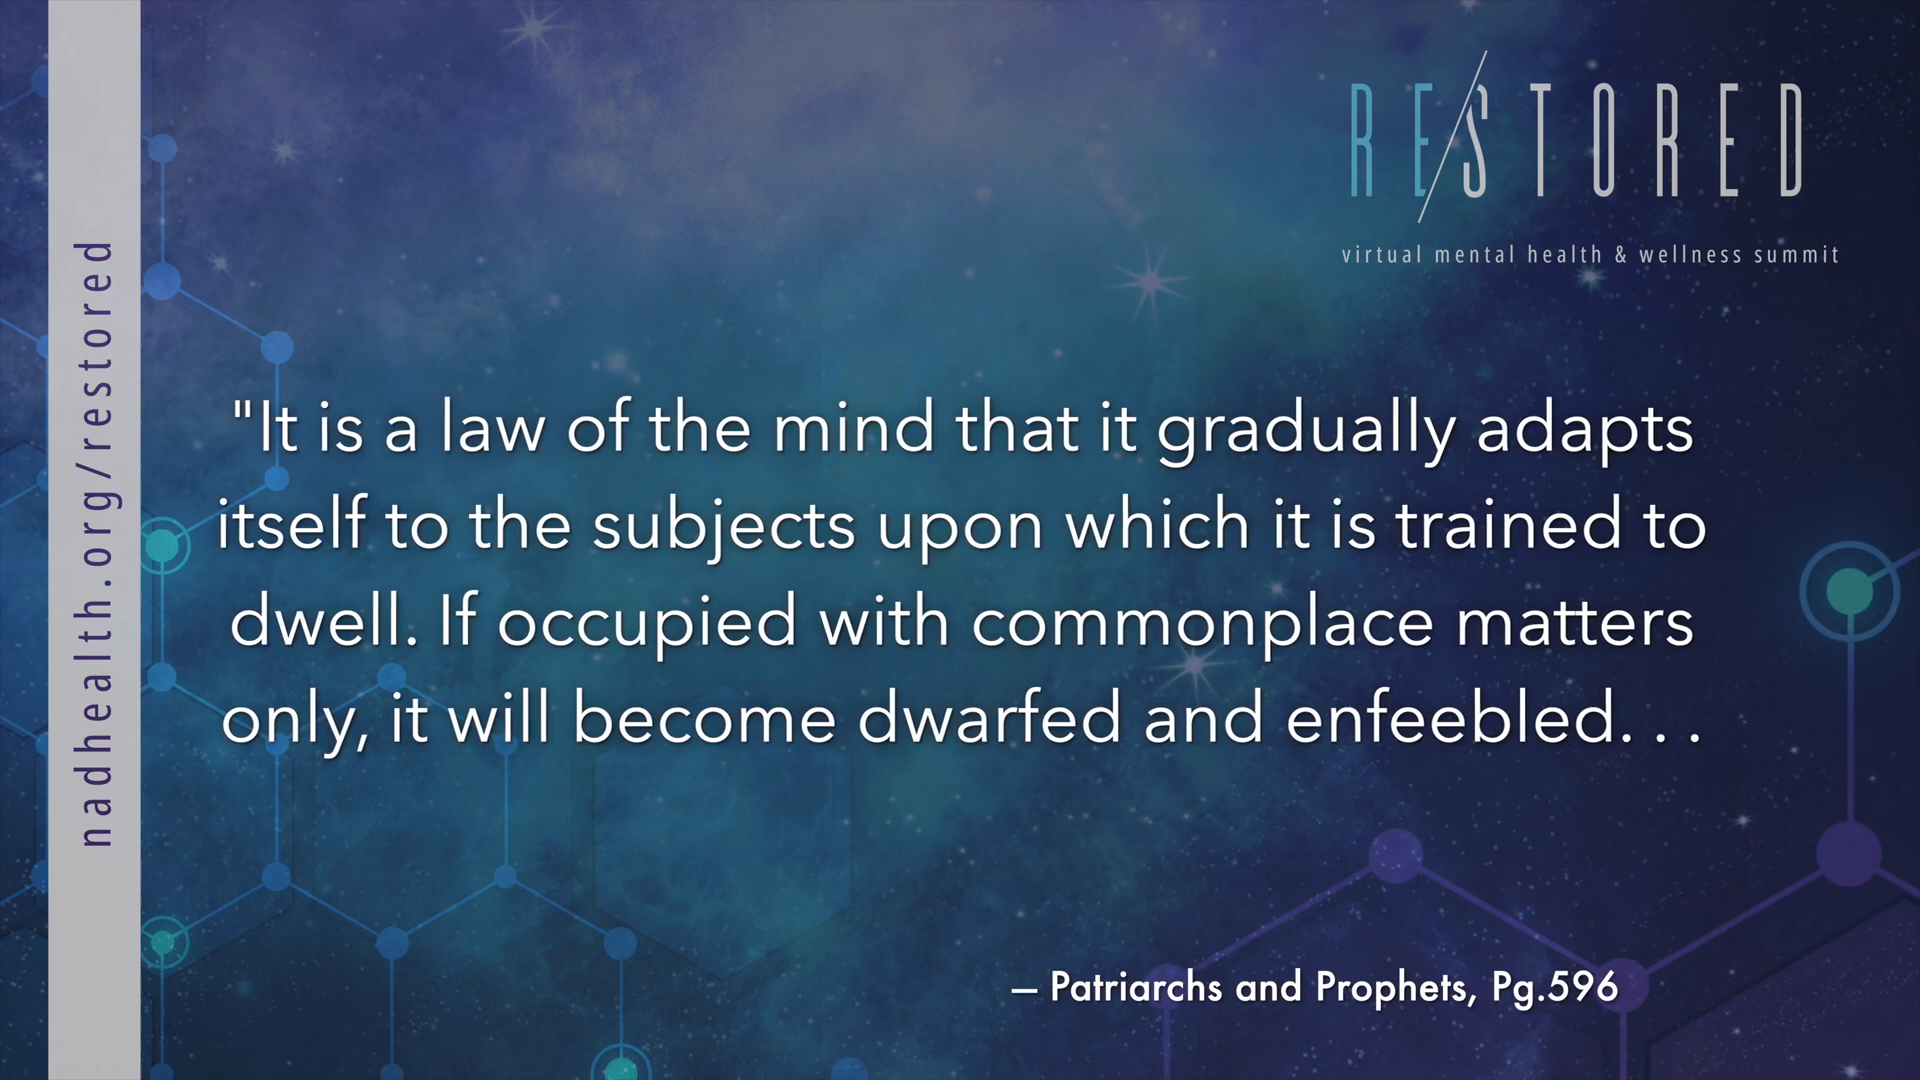 RESTORED
virtual mental health & wellness summit
nadhealth.org/restored
"It is a law of the mind that it gradually adapts
itself to the subjects upon which it is trained to
dwell. If occupied with commonplace matters
only, it will become dwarfed and enfeebled. . .
– Patriarchs and Prophets, Pg.596